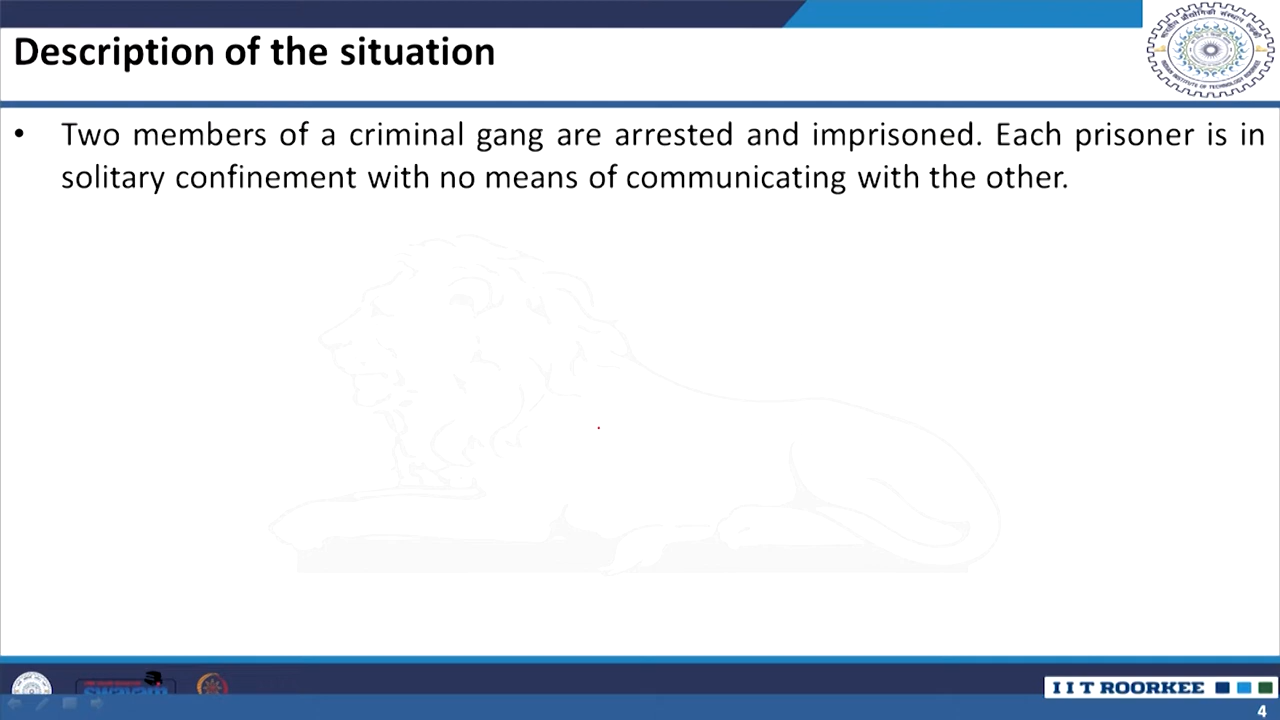 Description of the situation
• Two members of a criminal gang are arrested and imprisoned. Each prisoner is in
solitary confinement with no means of communicating with the other.
swayam
IIT ROORKEE
4